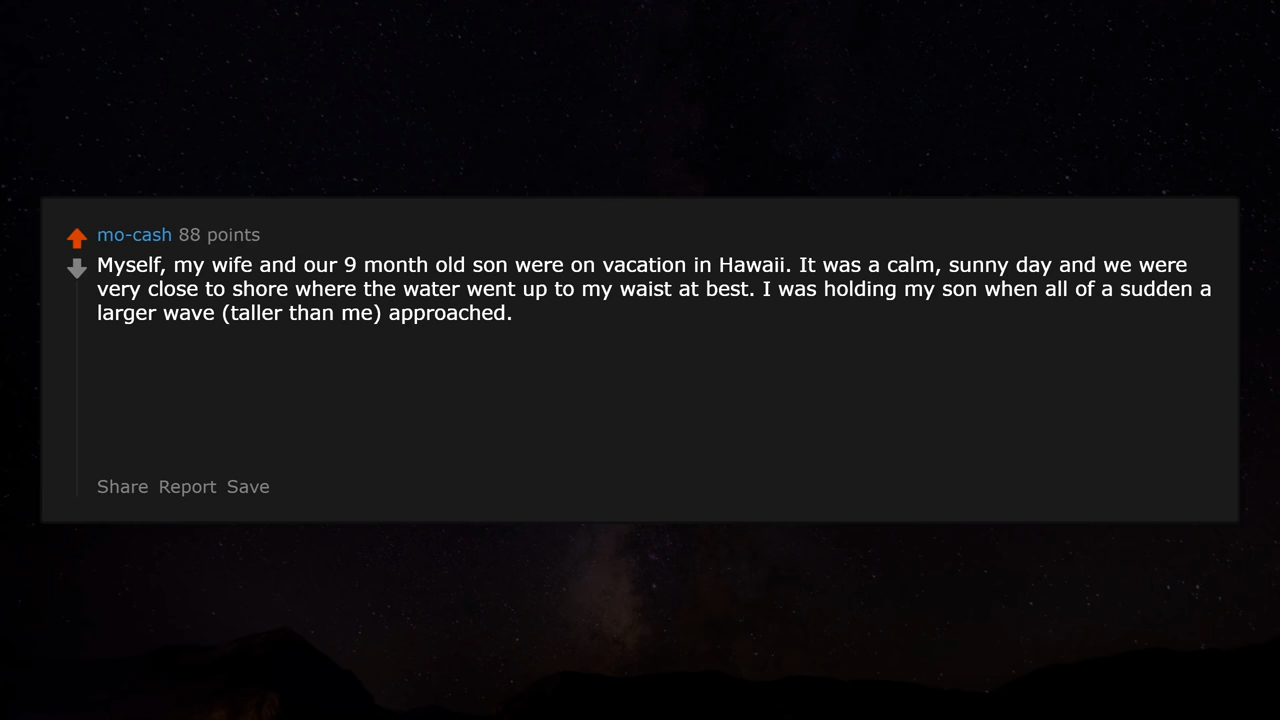 mo-cash 88 points
Myself, my wife and our 9 month old son were on vacation in Hawaii. It was a calm, sunny day and we were
very close to shore where the water went up to my waist at best. I was holding my son when all of a sudden a
larger wave (taller than me) approached.
Share Report Save